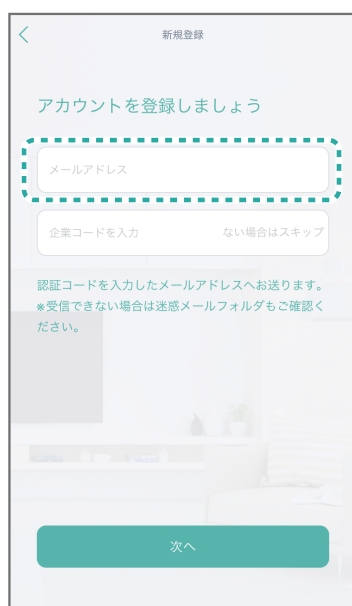 新規登録
アカウントを登録しましょう
メールアドレス
企業コードを入力 ない場合はスキップ
認証コードを入力したメールアドレスへお送ります。
※受信できない場合は迷惑メールフォルダもご確認く
ださい。
次へ